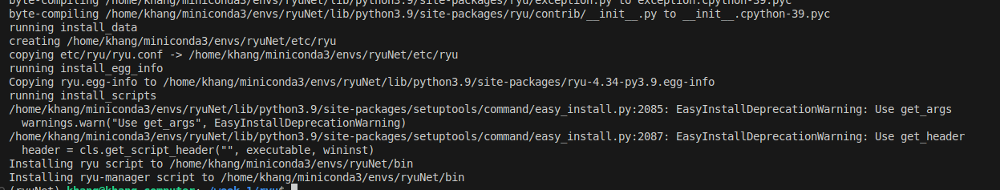 byte-compiling /home/khang/miniconda3/envs/ryuNet/lib/python3.9/site-packages/ryu/exception.py to exception.cpython-39.pyc
byte-compiling /home/khang/miniconda3/envs/ryuNet/lib/python3.9/site-packages/ryu/contrib/__init__.py to __init__.cpython-39.pyc
running install_data
creating /home/khang/miniconda3/envs/ryuNet/etc/ryu
copying etc/ryu/ryu.conf -> /home/khang/miniconda3/envs/ryuNet/etc/ryu
running install_egg_info
Copying ryu.egg-info to /home/khang/miniconda3/envs/ryuNet/lib/python3.9/site-packages/ryu-4.34-py3.9.egg-info
running install_scripts
/home/khang/miniconda3/envs/ryuNet/lib/python3.9/site-packages/setuptools/command/easy_install.py:2085: EasyInstallDeprecationWarning: Use get_args
  warnings.warn("Use get_args", EasyInstallDeprecationWarning)
/home/khang/miniconda3/envs/ryuNet/lib/python3.9/site-packages/setuptools/command/easy_install.py:2087: EasyInstallDeprecationWarning: Use get_header
  header = cls.get_script_header("", executable, wininst)
Installing ryu script to /home/khang/miniconda3/envs/ryuNet/bin
Installing ryu-manager script to /home/khang/miniconda3/envs/ryuNet/bin
(ryuNet) khang@khang-computer:~/week_1/ryu$